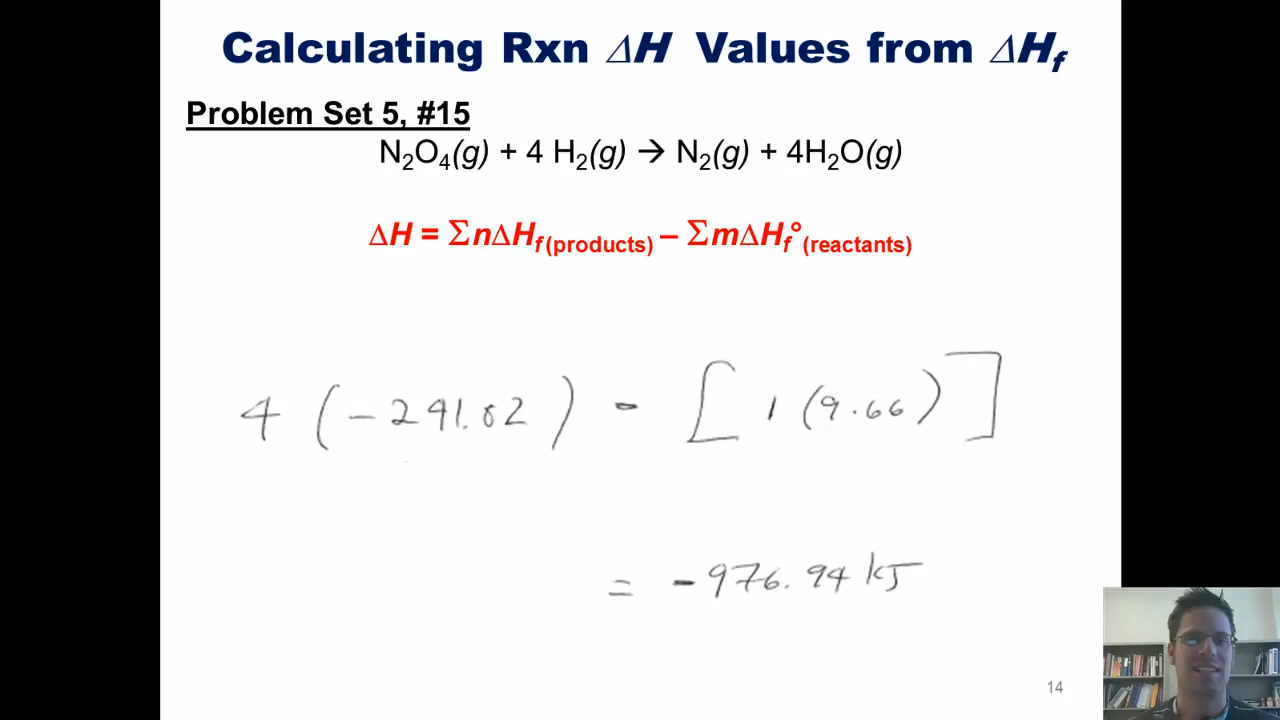 Calculating Rxn ΔH Values from ΔHf
Problem Set 5, #15
N₂O₄(g) + 4 H₂(g) → N₂(g) + 4H₂O(g)
ΔH = ΣnΔHf (products) – ΣmΔHf°(reactants)
4 (-241.82) - [1 (9.66)]
= -976.94 kJ
14